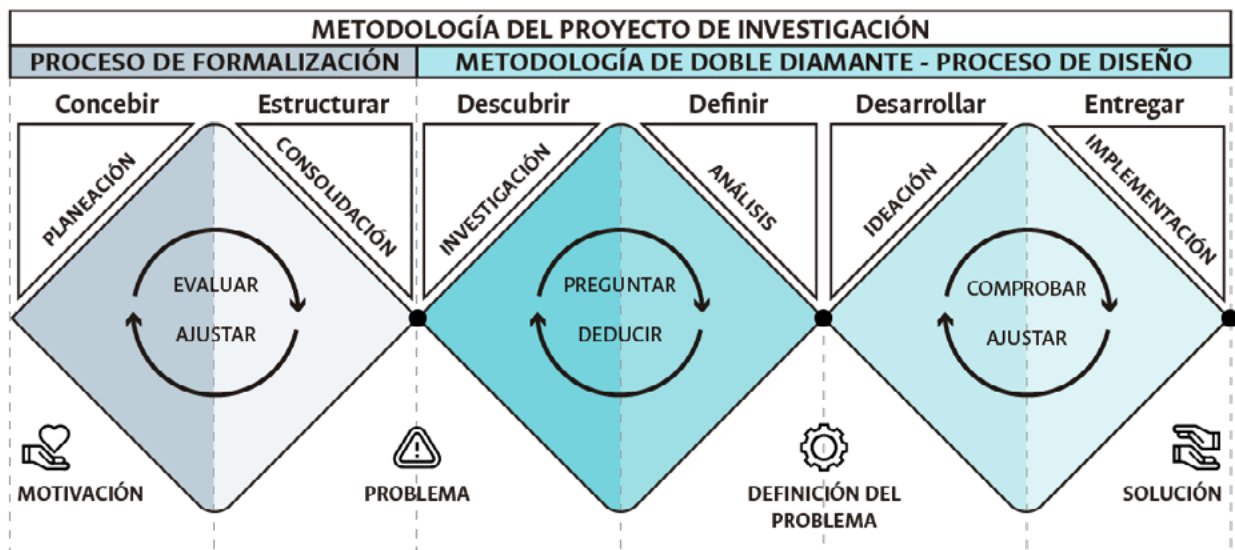 METODOLOGÍA DEL PROYECTO DE INVESTIGACIÓN
PROCESO DE FORMALIZACIÓN
METODOLOGÍA DE DOBLE DIAMANTE - PROCESO DE DISEÑO
Concebir
Estructurar
Descubrir
Definir
Desarrollar
Entregar
PLANEACIÓN
CONSOLIDACIÓN
INVESTIGACIÓN
ANÁLISIS
IDEACIÓN
IMPLEMENTACIÓN
EVALUAR
AJUSTAR
PREGUNTAR
DEDUCIR
COMPROBAR
AJUSTAR
MOTIVACIÓN
PROBLEMA
DEFINICIÓN DEL
PROBLEMA
SOLUCIÓN